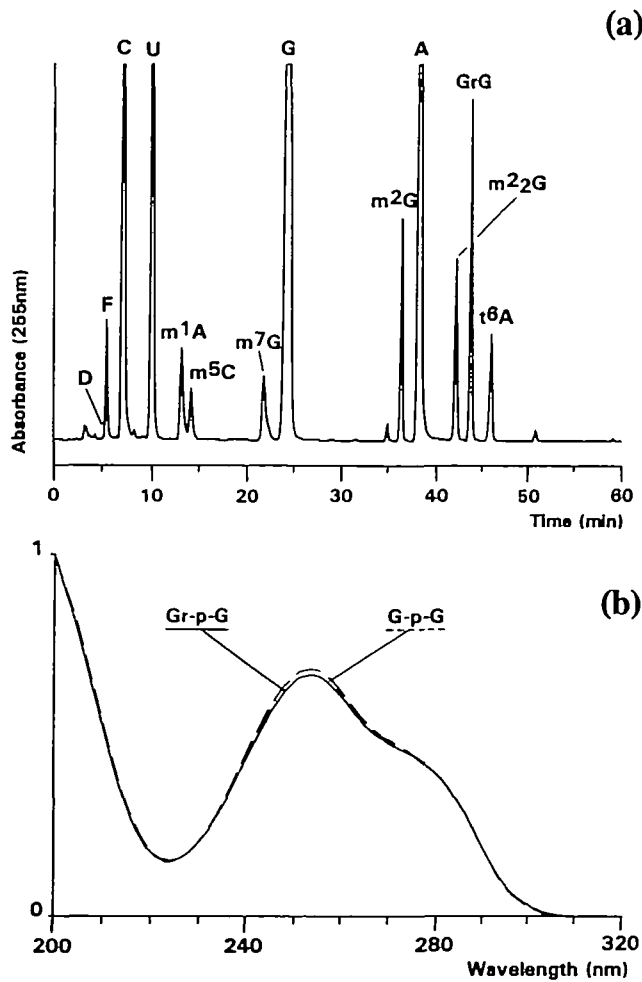 (a)
C U G A
GrG
m²₂G
m²G
F
t⁶A
D
m¹A
m⁵C
m⁷G
Absorbance (255nm)
0 10 20 30 40 50 60
Time (min)
1
(b)
Gr-p-G G-p-G
0
200 240 280 320
Wavelength (nm)